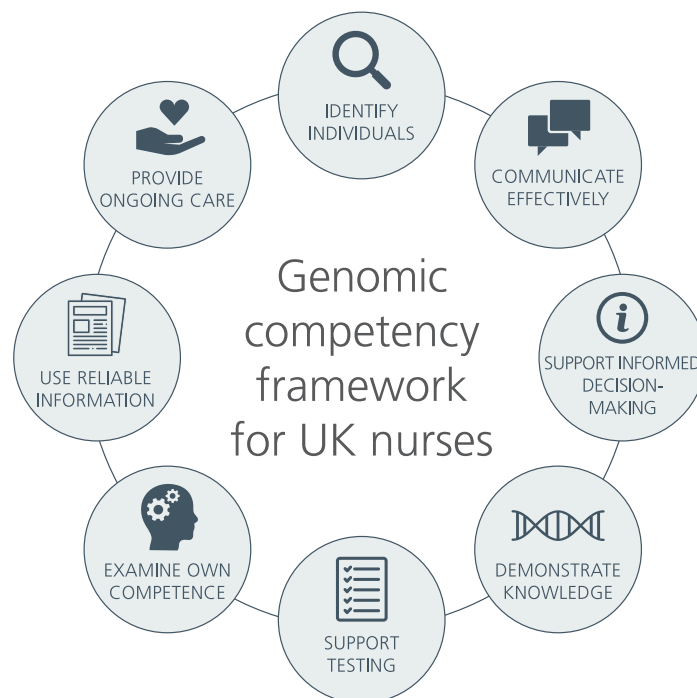 IDENTIFY
INDIVIDUALS
COMMUNICATE
EFFECTIVELY
SUPPORT INFORMED
DECISION-
MAKING
DEMONSTRATE
KNOWLEDGE
SUPPORT
TESTING
EXAMINE OWN
COMPETENCE
USE RELIABLE
INFORMATION
PROVIDE
ONGOING CARE
Genomic
competency
framework
for UK nurses